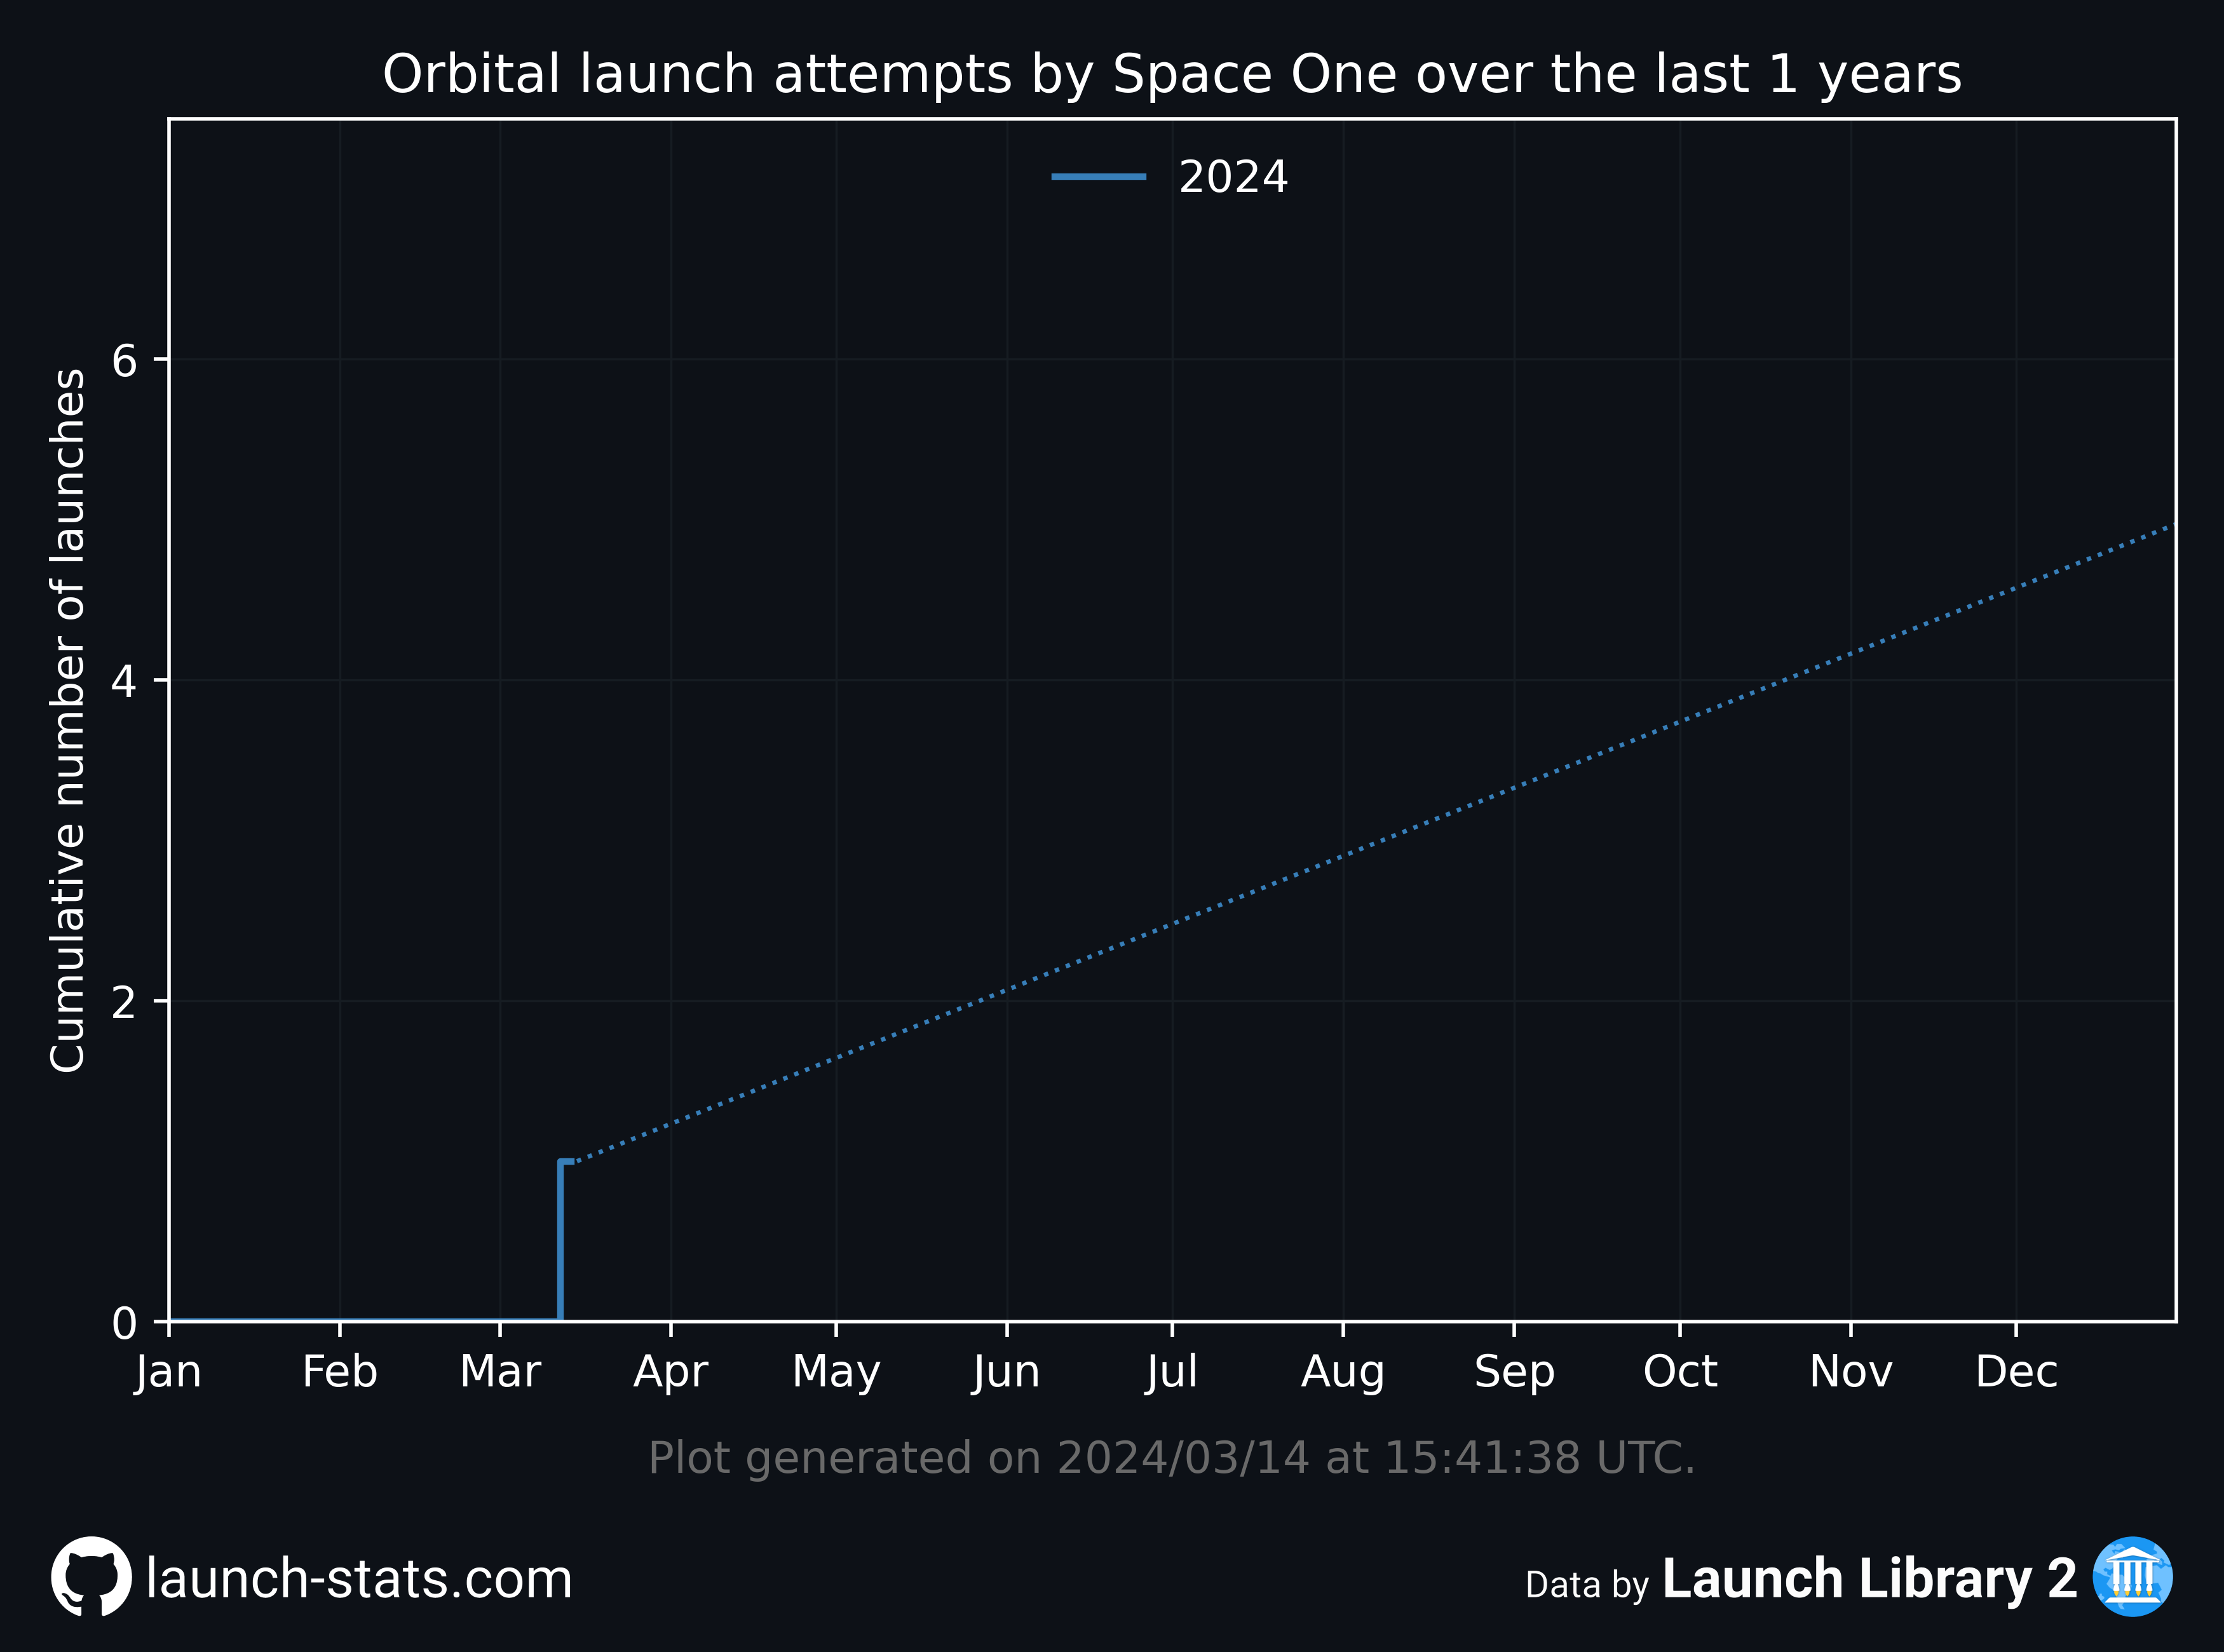 Orbital launch attempts by Space One over the last 1 years
2024
Cumulative number of launches
6
4
2
0
Jan Feb Mar Apr May Jun Jul Aug Sep Oct Nov Dec
Plot generated on 2024/03/14 at 15:41:38 UTC.
launch-stats.com
Data by Launch Library 2